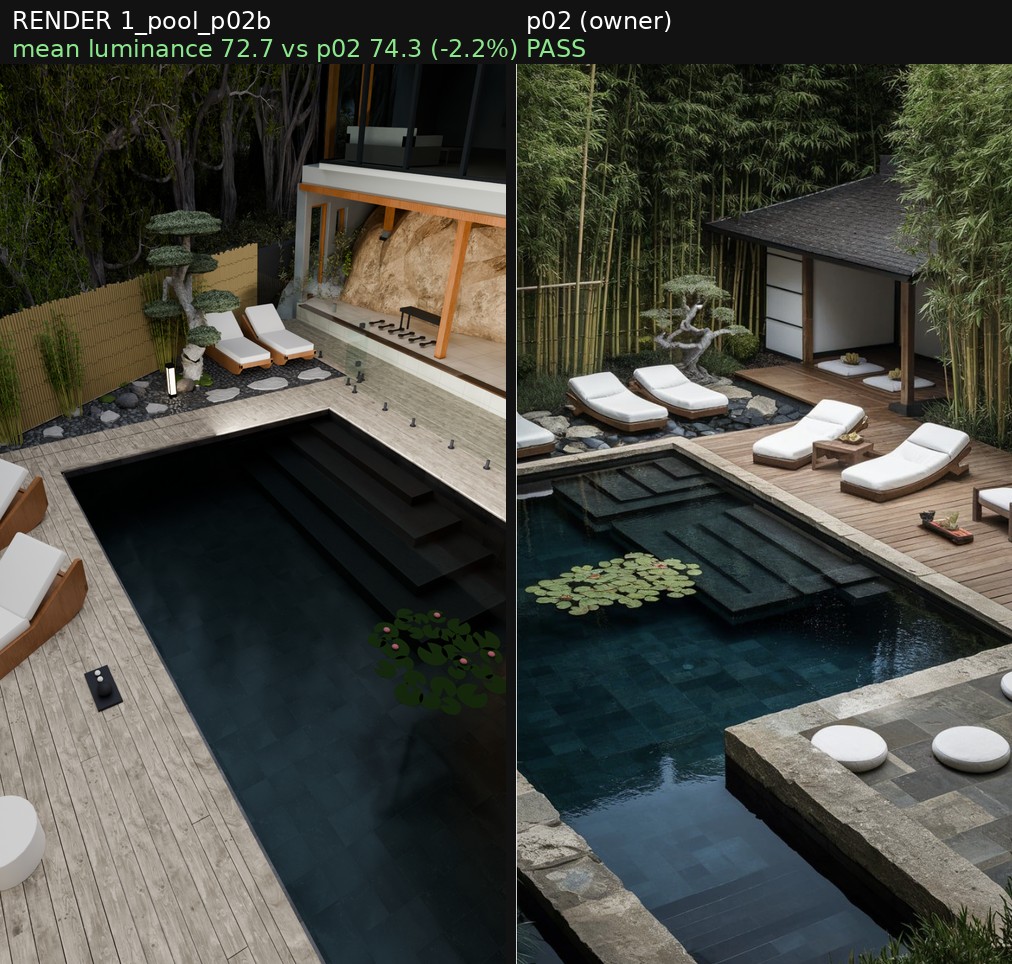 RENDER 1_pool_p02b
mean luminance 72.7 vs p02 74.3 (-2.2%) PASS
p02 (owner)